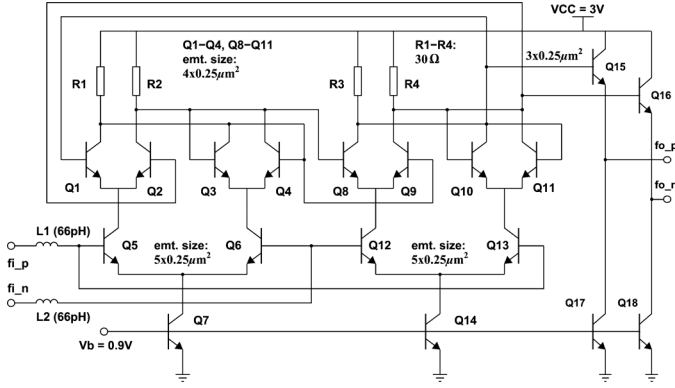 VCC = 3V
Q1−Q4, Q8−Q11
emt. size:
4x0.25µm²
R1−R4:
30Ω
3x0.25µm²
Q15
Q16
R1
R2
R3
R4
fo_p
fo_n
Q1
Q2
Q3
Q4
Q8
Q9
Q10
Q11
L1 (66pH)
fi_p
Q5
emt. size:
5x0.25µm²
Q6
Q12
emt. size:
5x0.25µm²
Q13
fi_n
L2 (66pH)
Q7
Q14
Q17
Q18
Vb = 0.9V